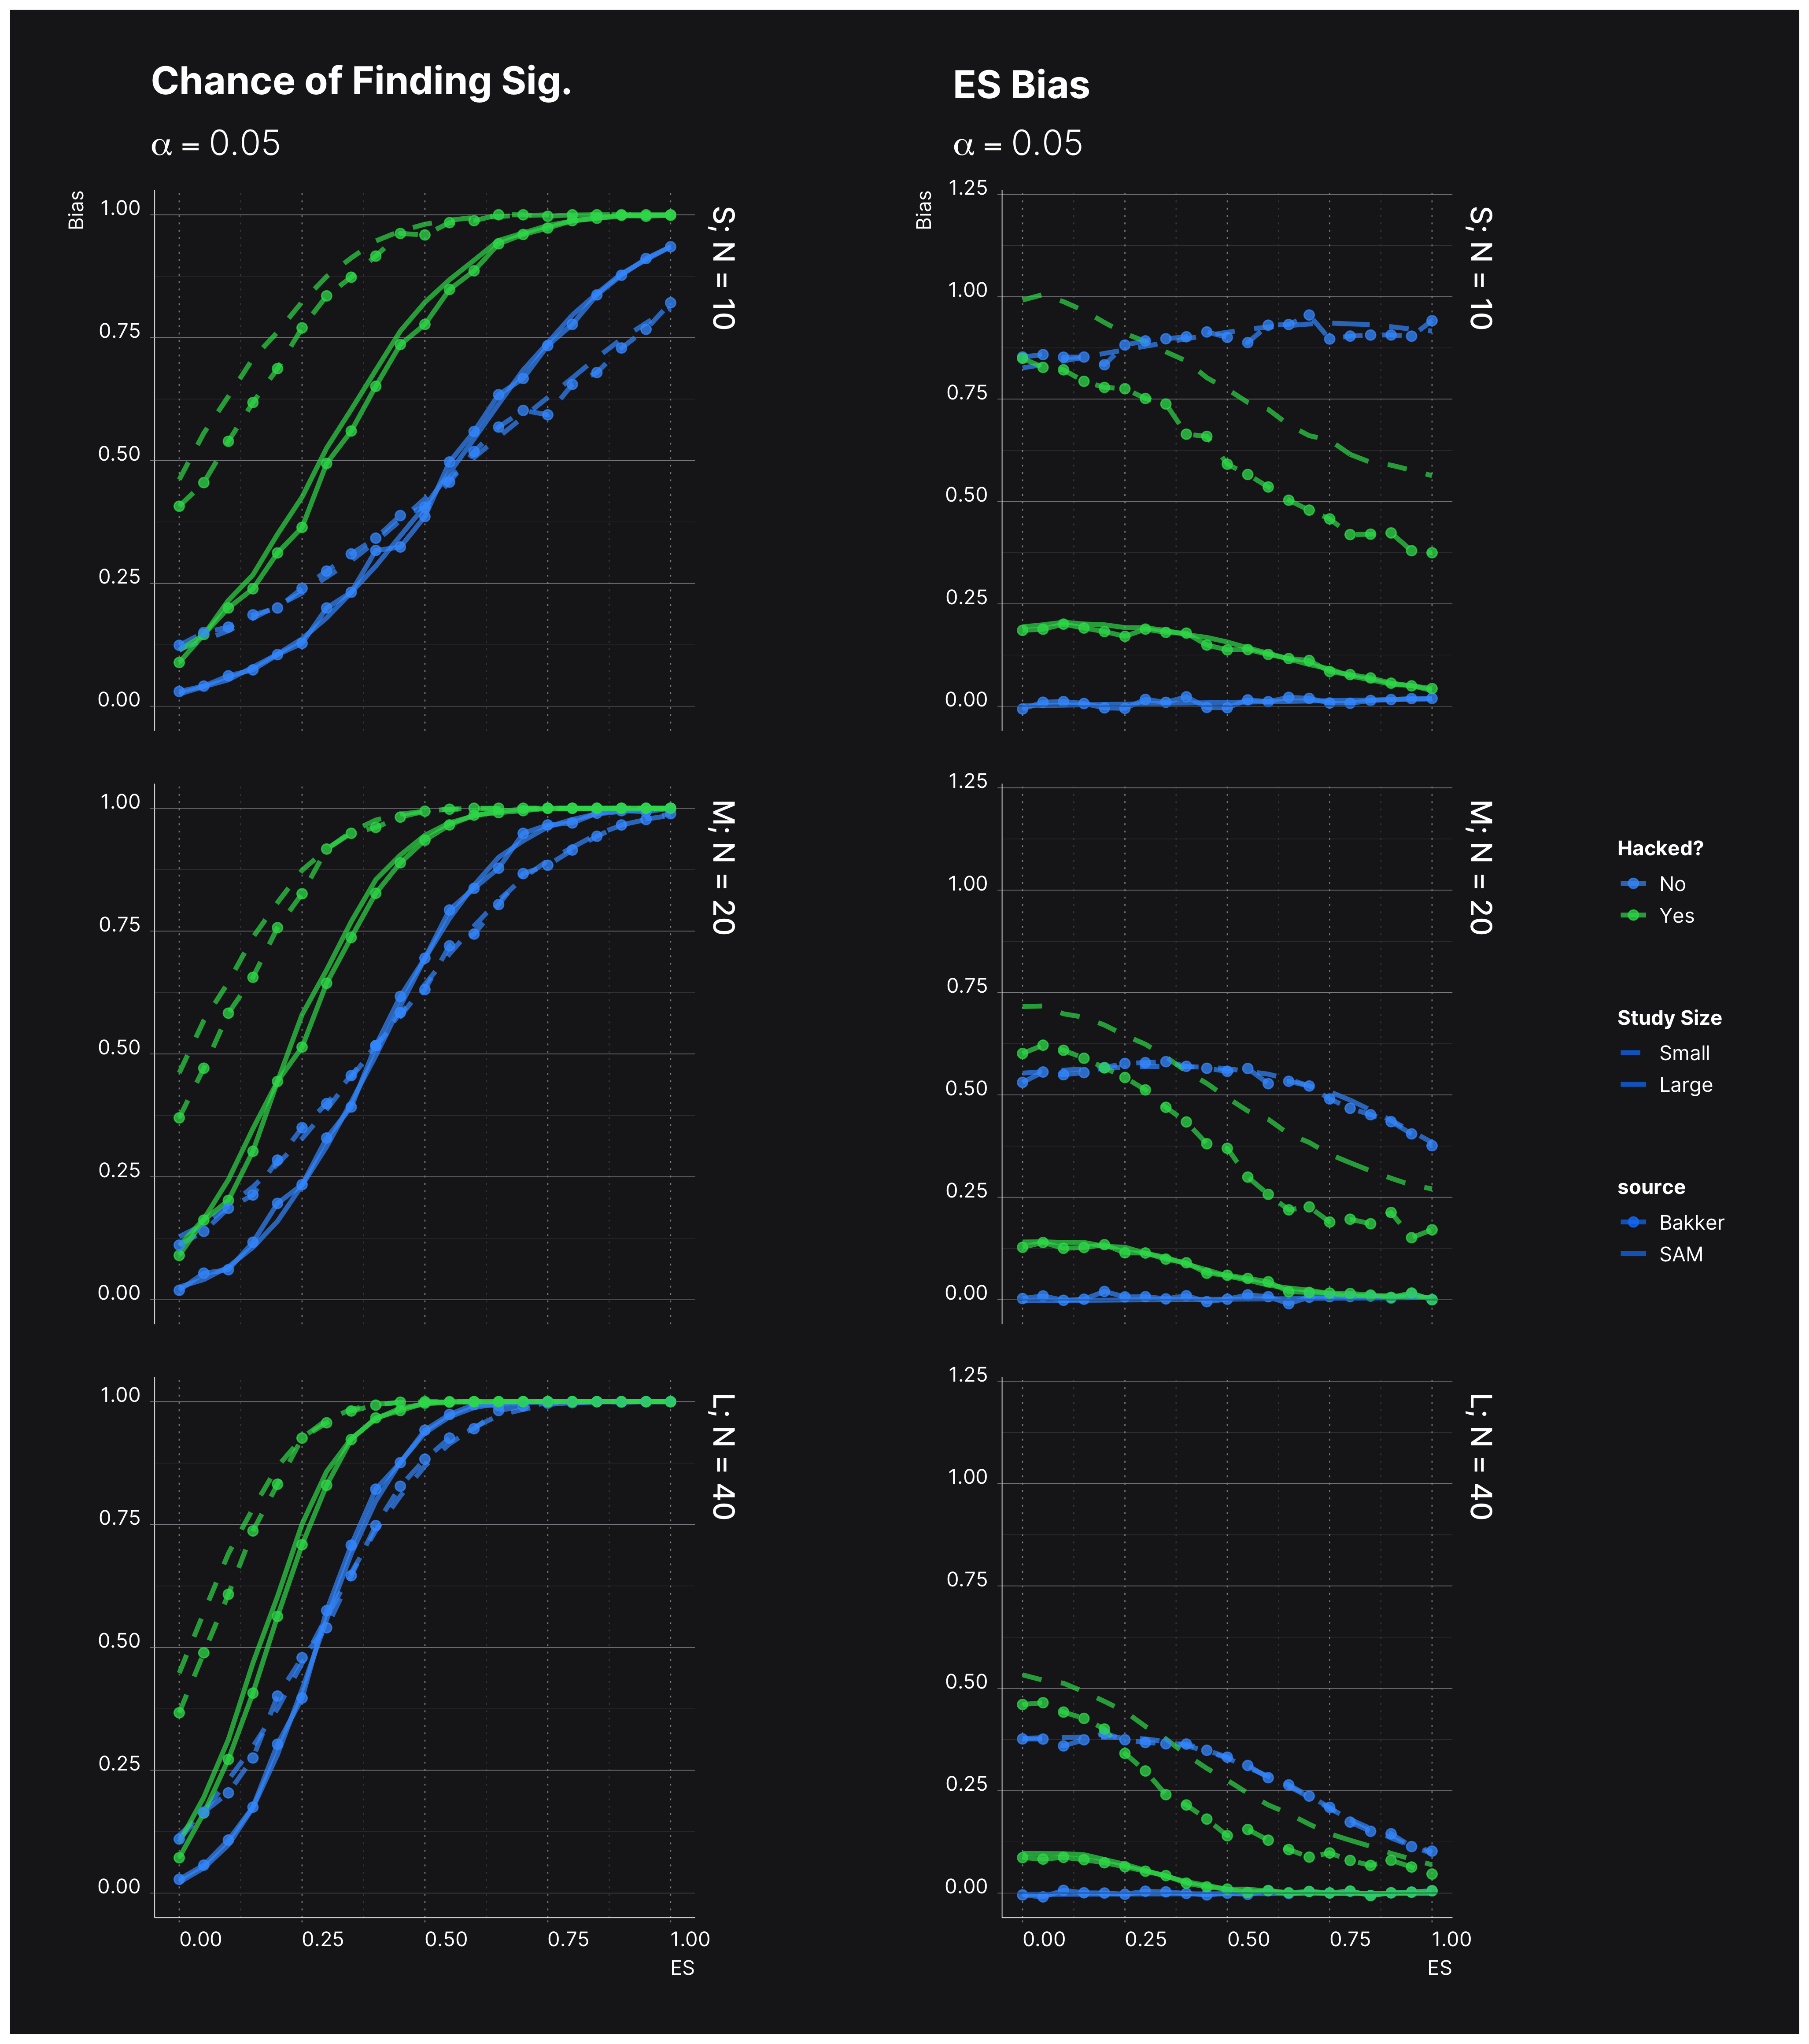 Chance of Finding Sig.
α = 0.05
Bias
1.00
0.75
0.50
0.25
0.00
S; N = 10
1.00
0.75
0.50
0.25
0.00
M; N = 20
1.00
0.75
0.50
0.25
0.00
L; N = 40
0.00 0.25 0.50 0.75 1.00
ES
ES Bias
α = 0.05
Bias
1.25
1.00
0.75
0.50
0.25
0.00
S; N = 10
1.25
1.00
0.75
0.50
0.25
0.00
M; N = 20
1.25
1.00
0.75
0.50
0.25
0.00
L; N = 40
0.00 0.25 0.50 0.75 1.00
ES
Hacked?
No
Yes
Study Size
Small
Large
source
Bakker
SAM